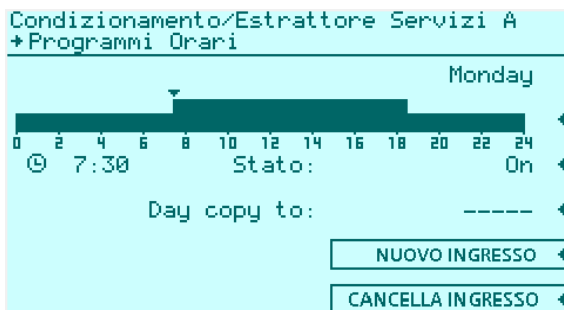 Condizionamento/Estrattore Servizi A
Programmi Orari
Monday
0 2 4 6 8 10 12 14 16 18 20 22 24
7:30 Stato: On
Day copy to: -----
NUOVO INGRESSO
CANCELLA INGRESSO